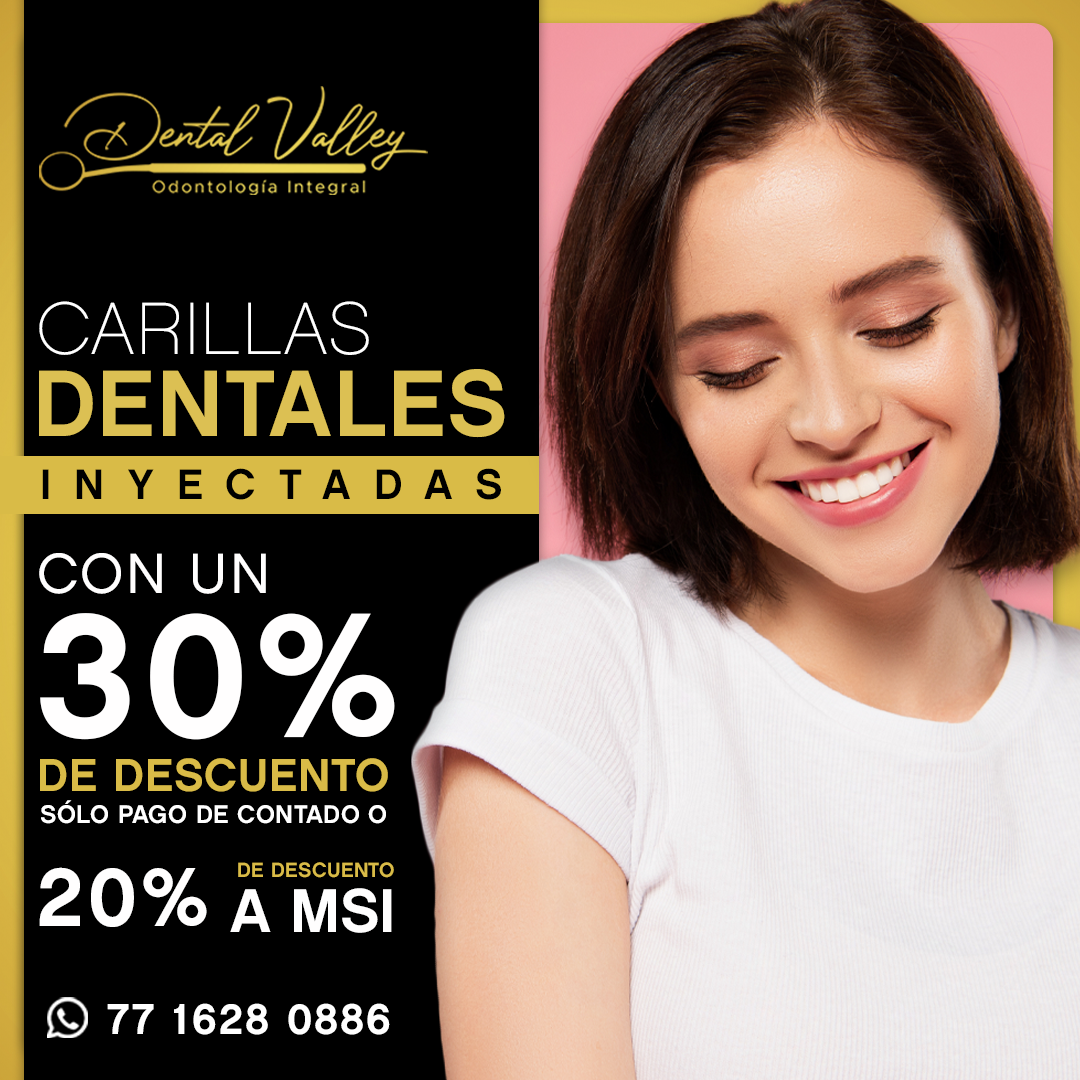 Dental Valley
Odontología Integral
CARILLAS
DENTALES
INYECTADAS
CON UN
30%
DE DESCUENTO
SÓLO PAGO DE CONTADO O
20% DE DESCUENTO
A MSI
77 1628 0886